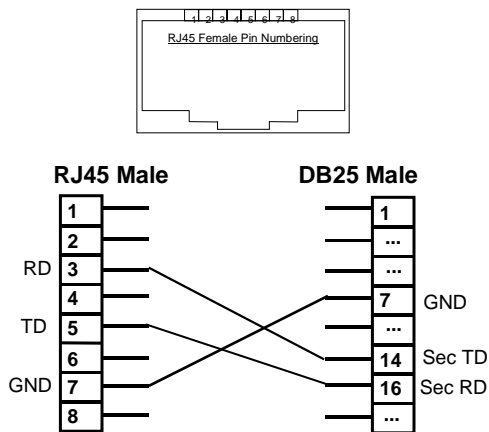 1 2 3 4 5 6 7 8
RJ45 Female Pin Numbering
RJ45 Male DB25 Male
1 1
2 ...
RD 3 ...
4 7 GND
TD 5 ...
6 14 Sec TD
GND 7 16 Sec RD
8 ...